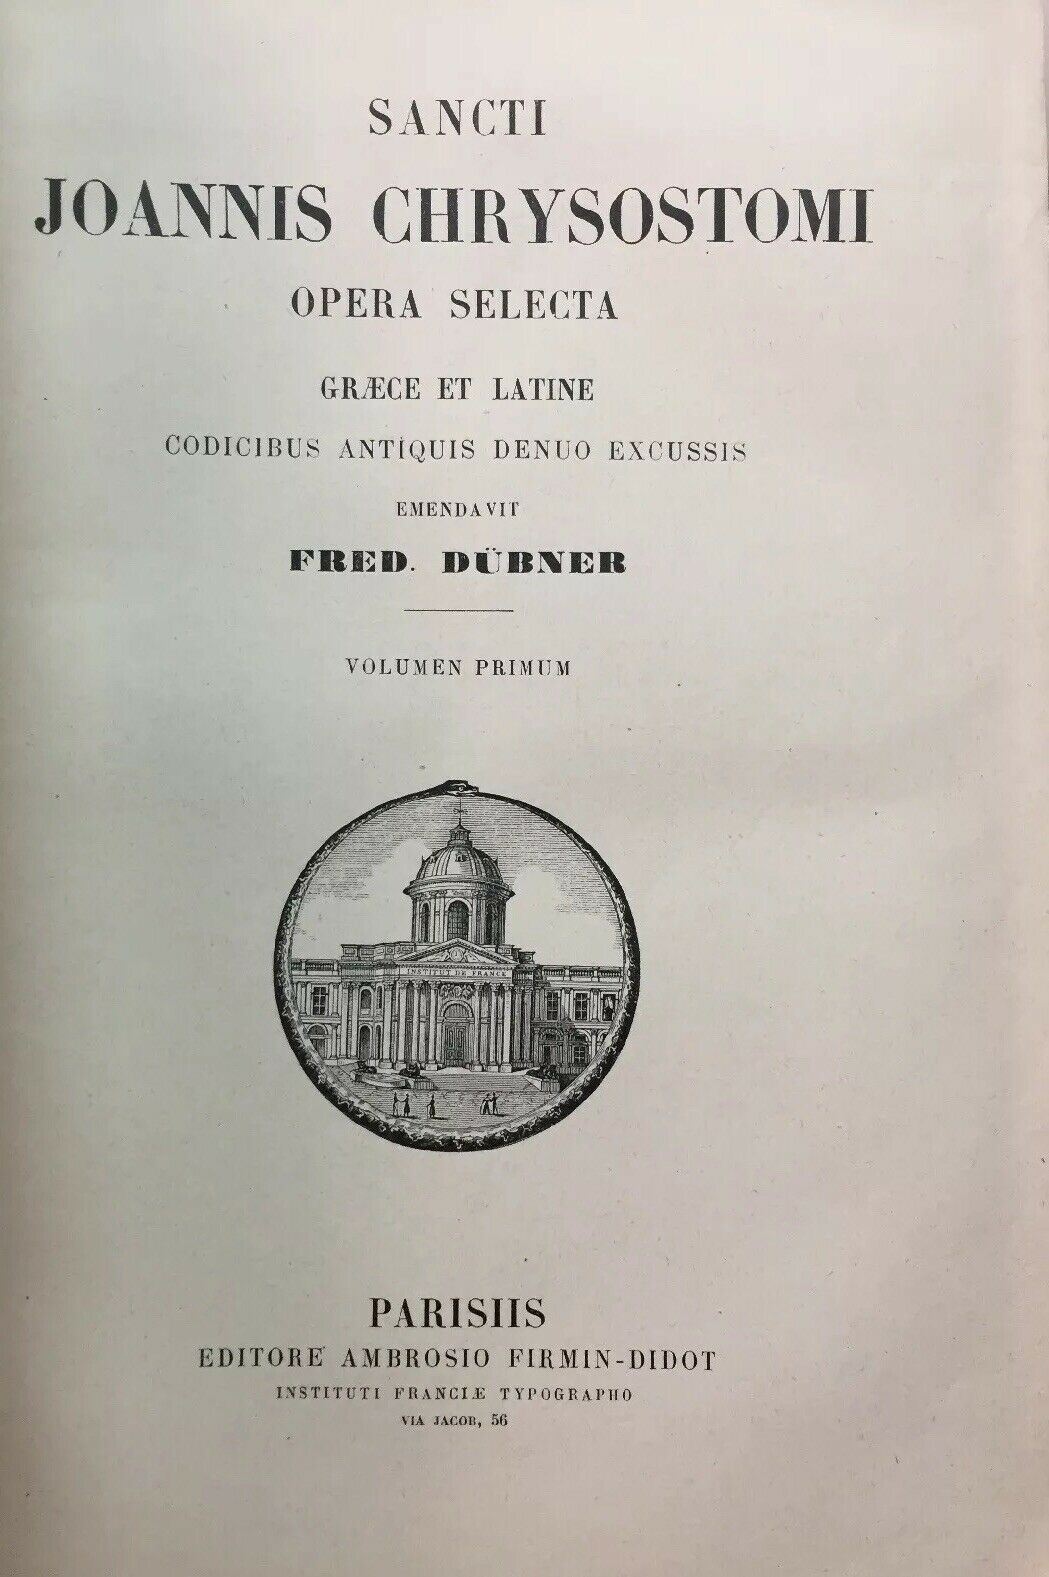 SANCTI
JOANNIS CHRYSOSTOMI
OPERA SELECTA
GRÆCE ET LATINE
CODICIBUS ANTIQUIS DENUO EXCUSSIS
EMENDAVIT
FRED. DÜBNER
VOLUMEN PRIMUM
INSTITUT DE FRANCE
PARISIIS
EDITORE AMBROSIO FIRMIN-DIDOT
INSTITUTI FRANCIÆ TYPOGRAPHO
VIA JACOB, 56